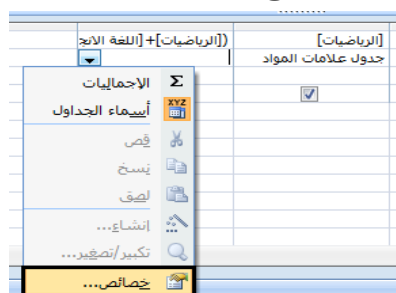 [الرياضيات]	([الرياضيات]+[اللغة الانج
جدول علامات المواد
الإجماليات
أسماء الجداول
قص
نسخ
لصق
إنشاء...
تكبير/تصغير...
خصائص...